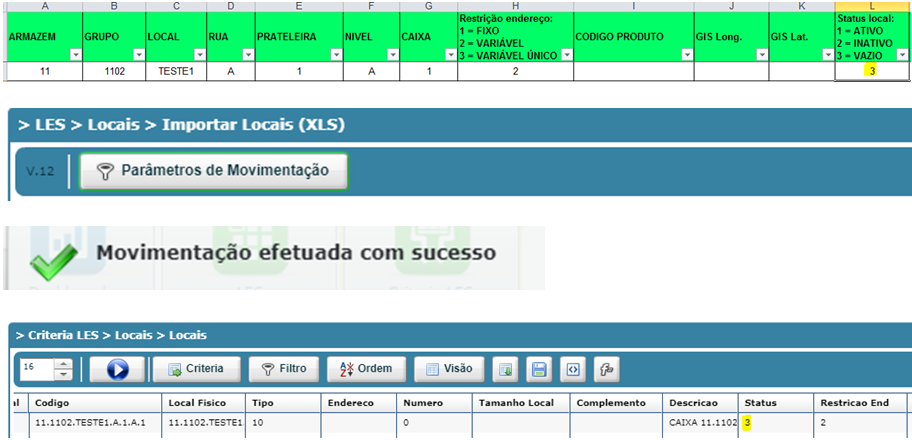 A B C D E F G H I J K L
ARMAZEM GRUPO LOCAL RUA PRATELEIRA NIVEL CAIXA Restrição endereço: 1 = FIXO 2 = VARIÁVEL 3 = VARIÁVEL ÚNICO CODIGO PRODUTO GIS Long. GIS Lat. Status local: 1 = ATIVO 2 = INATIVO 3 = VAZIO
11 1102 TESTE1 A 1 A 1 2 3
> LES > Locais > Importar Locais (XLS)
V.12 Parâmetros de Movimentação
Movimentação efetuada com sucesso
> Criteria LES > Locais > Locais
16 Criteria Filtro Ordem Visão
Codigo Local Fisico Tipo Endereco Numero Tamanho Local Complemento Descricao Status Restricao End
11.1102.TESTE1.A.1.A.1 11.1102.TESTE1 10 0 CAIXA 11.1102 3 2